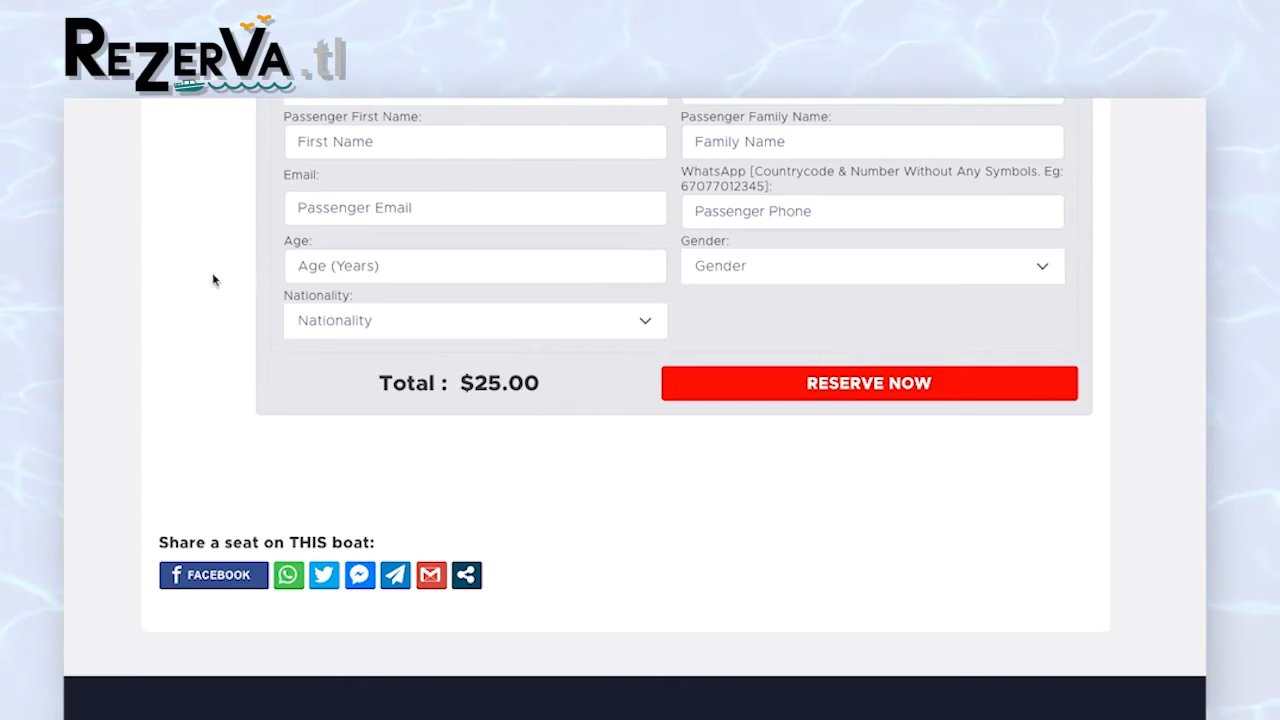 REZERVA.tl
Passenger First Name:
Passenger Family Name:
First Name
Family Name
Email:
WhatsApp [Countrycode & Number Without Any Symbols. Eg:
67077012345]:
Passenger Email
Passenger Phone
Age:
Gender:
Age (Years)
Gender
Nationality:
Nationality
Total : $25.00
RESERVE NOW
Share a seat on THIS boat:
f FACEBOOK